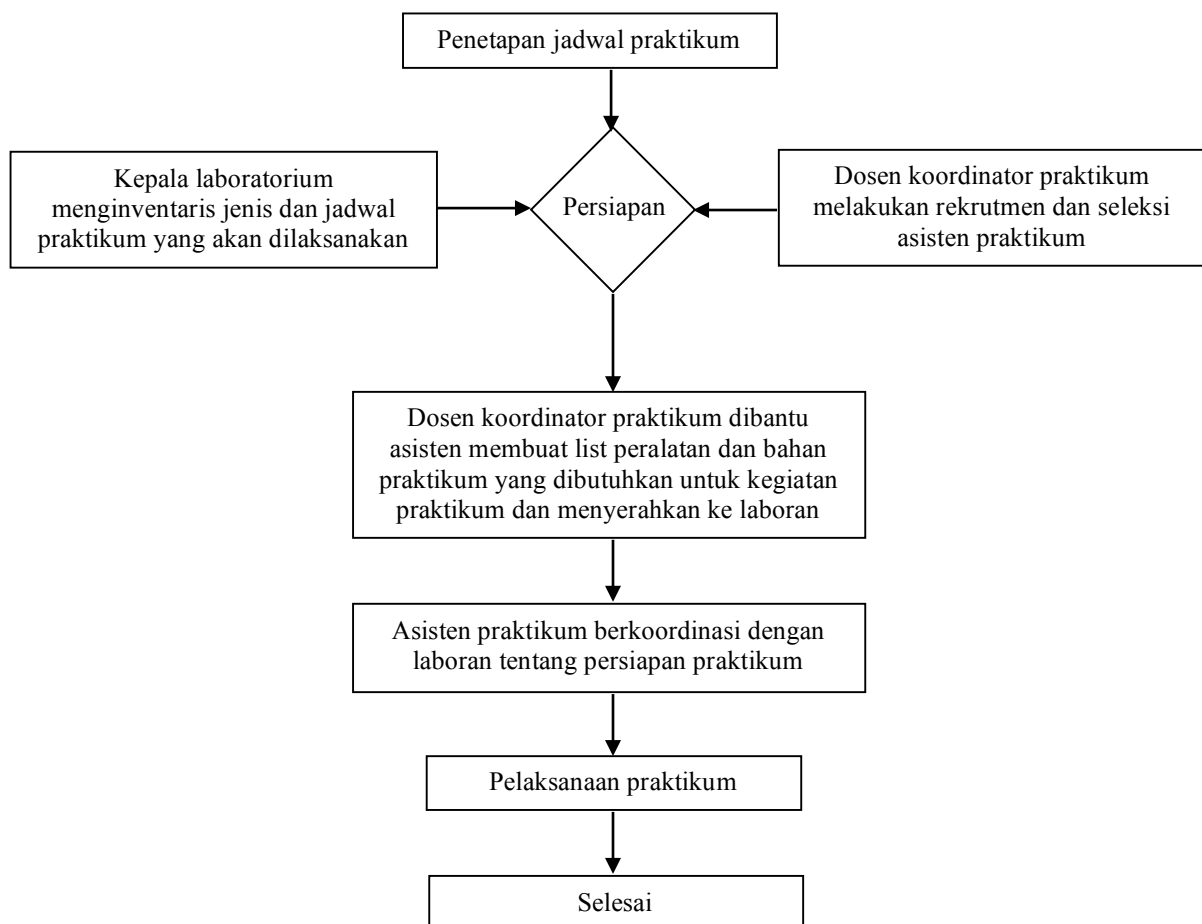 Penetapan jadwal praktikum
Kepala laboratorium
menginventaris jenis dan jadwal
praktikum yang akan dilaksanakan
Persiapan
Dosen koordinator praktikum
melakukan rekrutmen dan seleksi
asisten praktikum
Dosen koordinator praktikum dibantu
asisten membuat list peralatan dan bahan
praktikum yang dibutuhkan untuk kegiatan
praktikum dan menyerahkan ke laboran
Asisten praktikum berkoordinasi dengan
laboran tentang persiapan praktikum
Pelaksanaan praktikum
Selesai